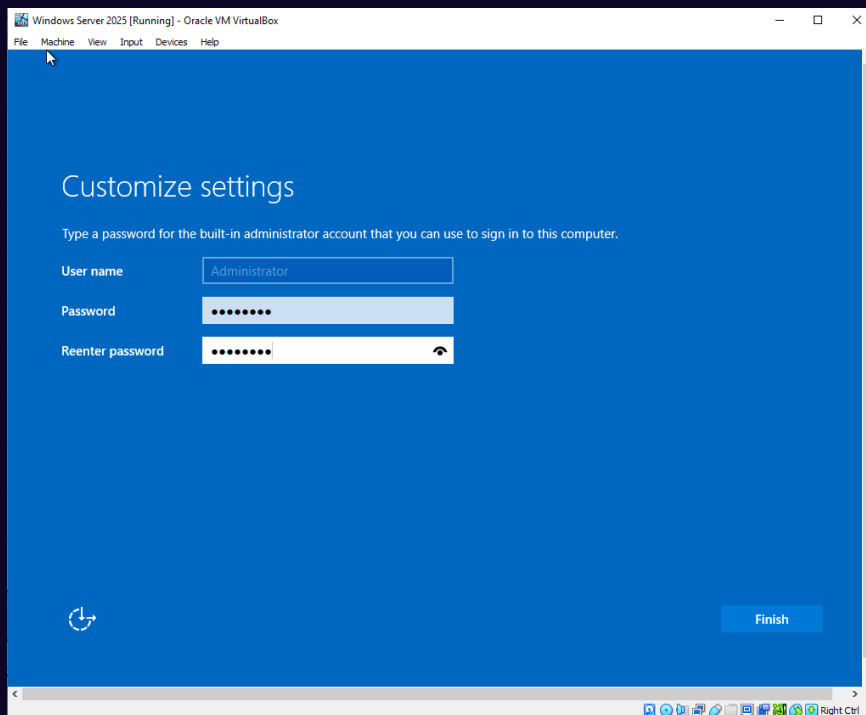 Windows Server 2025 [Running] - Oracle VM VirtualBox
File Machine View Input Devices Help
Customize settings
Type a password for the built-in administrator account that you can use to sign in to this computer.
User name Administrator
Password ••••••••
Reenter password ••••••••
Finish
Right Ctrl